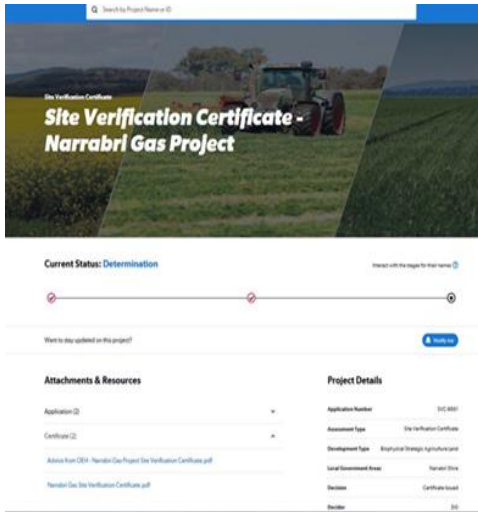 Search by Project Name or ID
Site Verification Certificate
Site Verification Certificate -
Narrabri Gas Project
Current Status: Determination
Interact with the stages for their names
Want to stay updated on this project?
Notify me
Attachments & Resources
Application (2)
Certificate (2)
Advice from OEH - Narrabri Gas Project Site Verification Certificate.pdf
Narrabri Gas Site Verification Certificate.pdf
Project Details
Application Number
Assessment Type
Site Verification Certificate
Development Type
Biophysical Strategic Agricultural Land
Local Government Areas
Narrabri Shire
Decision
Certificate Issued
Decider